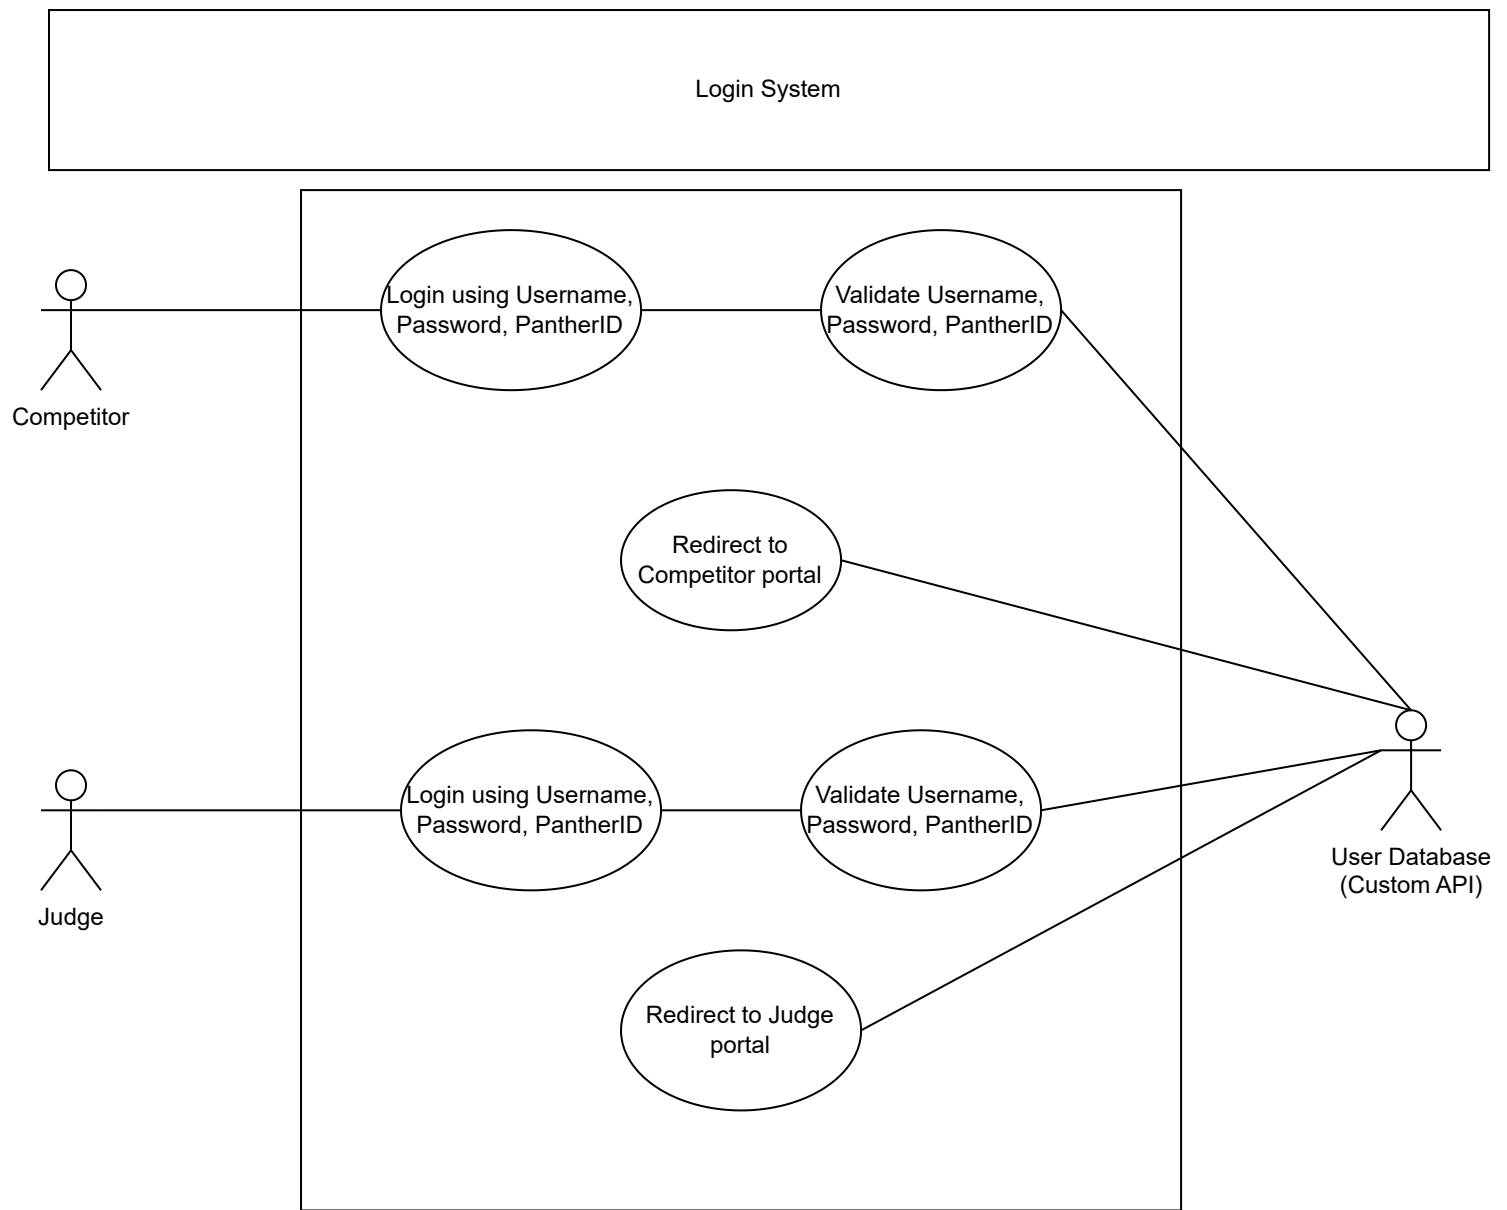 Login System
Login using Username,
Password, PantherID
Validate Username,
Password, PantherID
Competitor
Redirect to
Competitor portal
Login using Username,
Password, PantherID
Validate Username,
Password, PantherID
Judge
User Database
(Custom API)
Redirect to Judge
portal